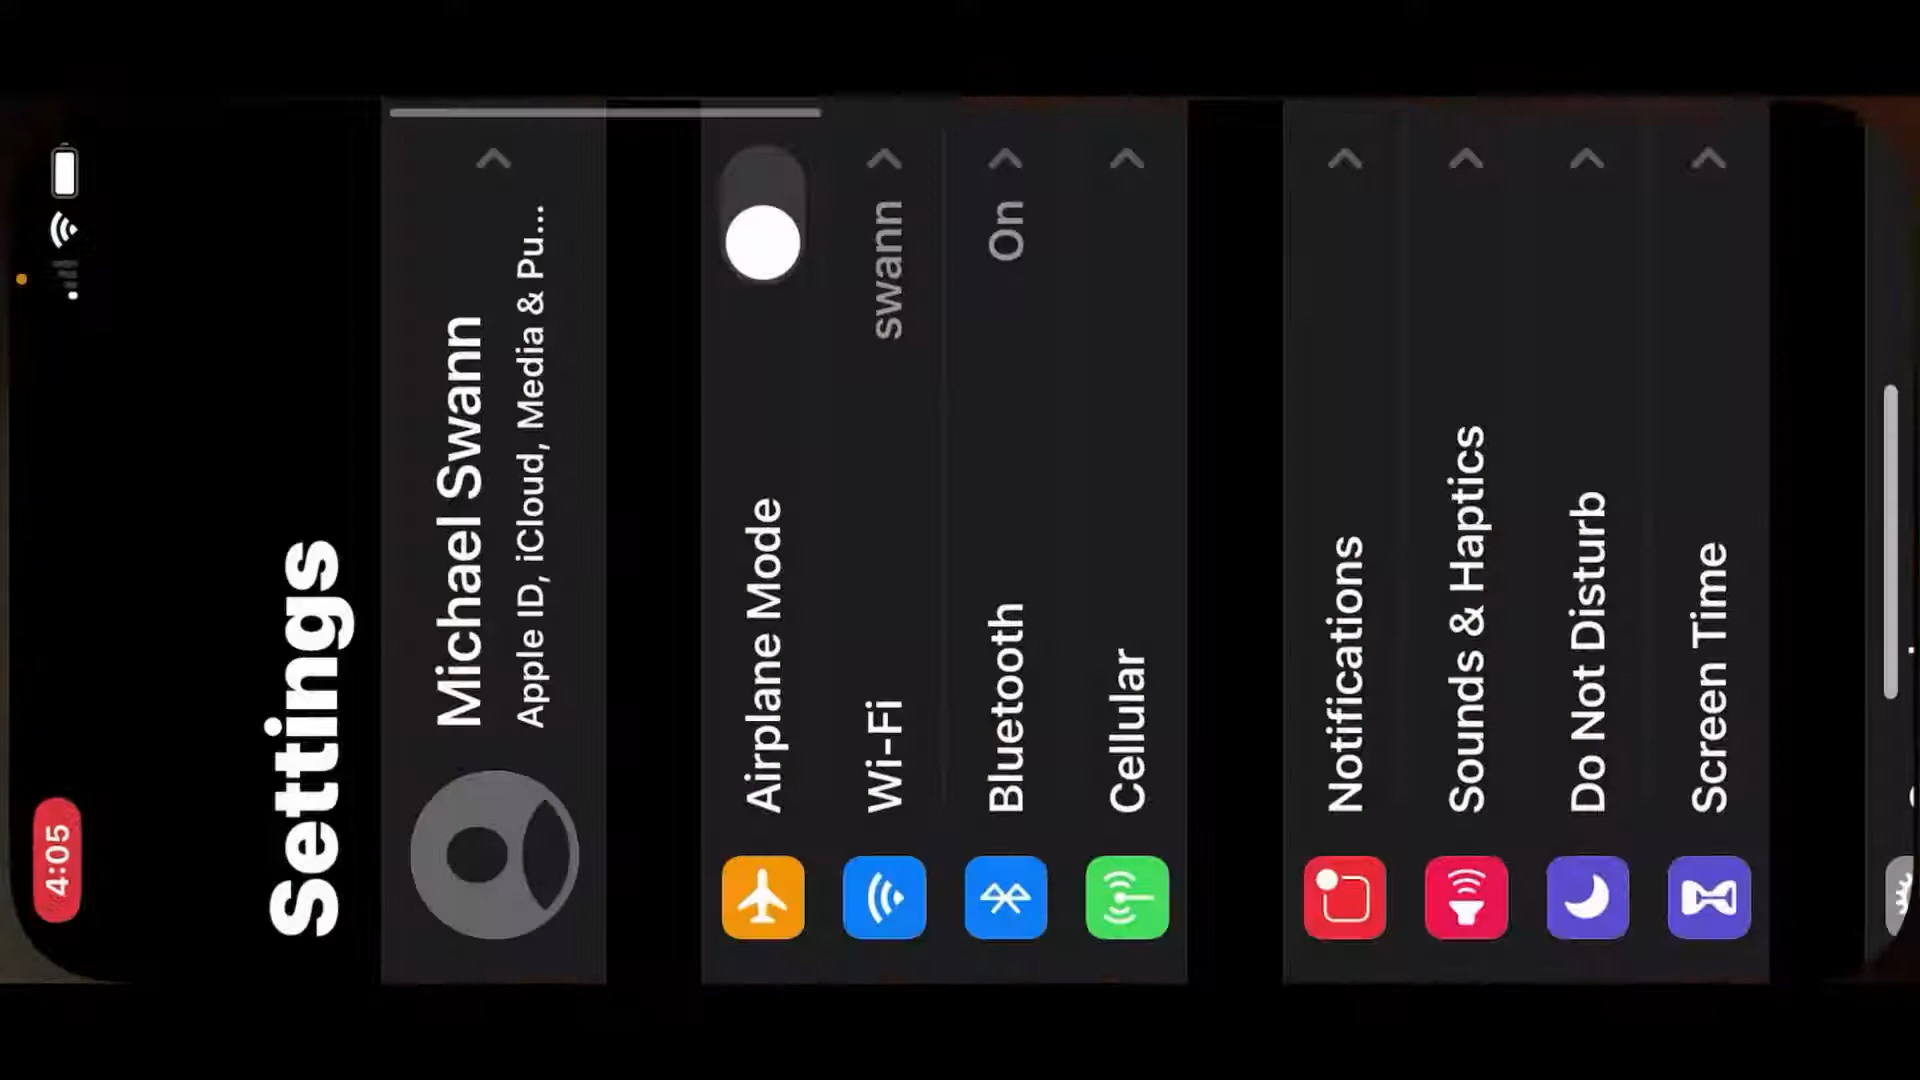 4:05
Settings
Michael Swann
Apple ID, iCloud, Media & Pu...
Airplane Mode
Wi-Fi swann
Bluetooth On
Cellular
Notifications
Sounds & Haptics
Do Not Disturb
Screen Time